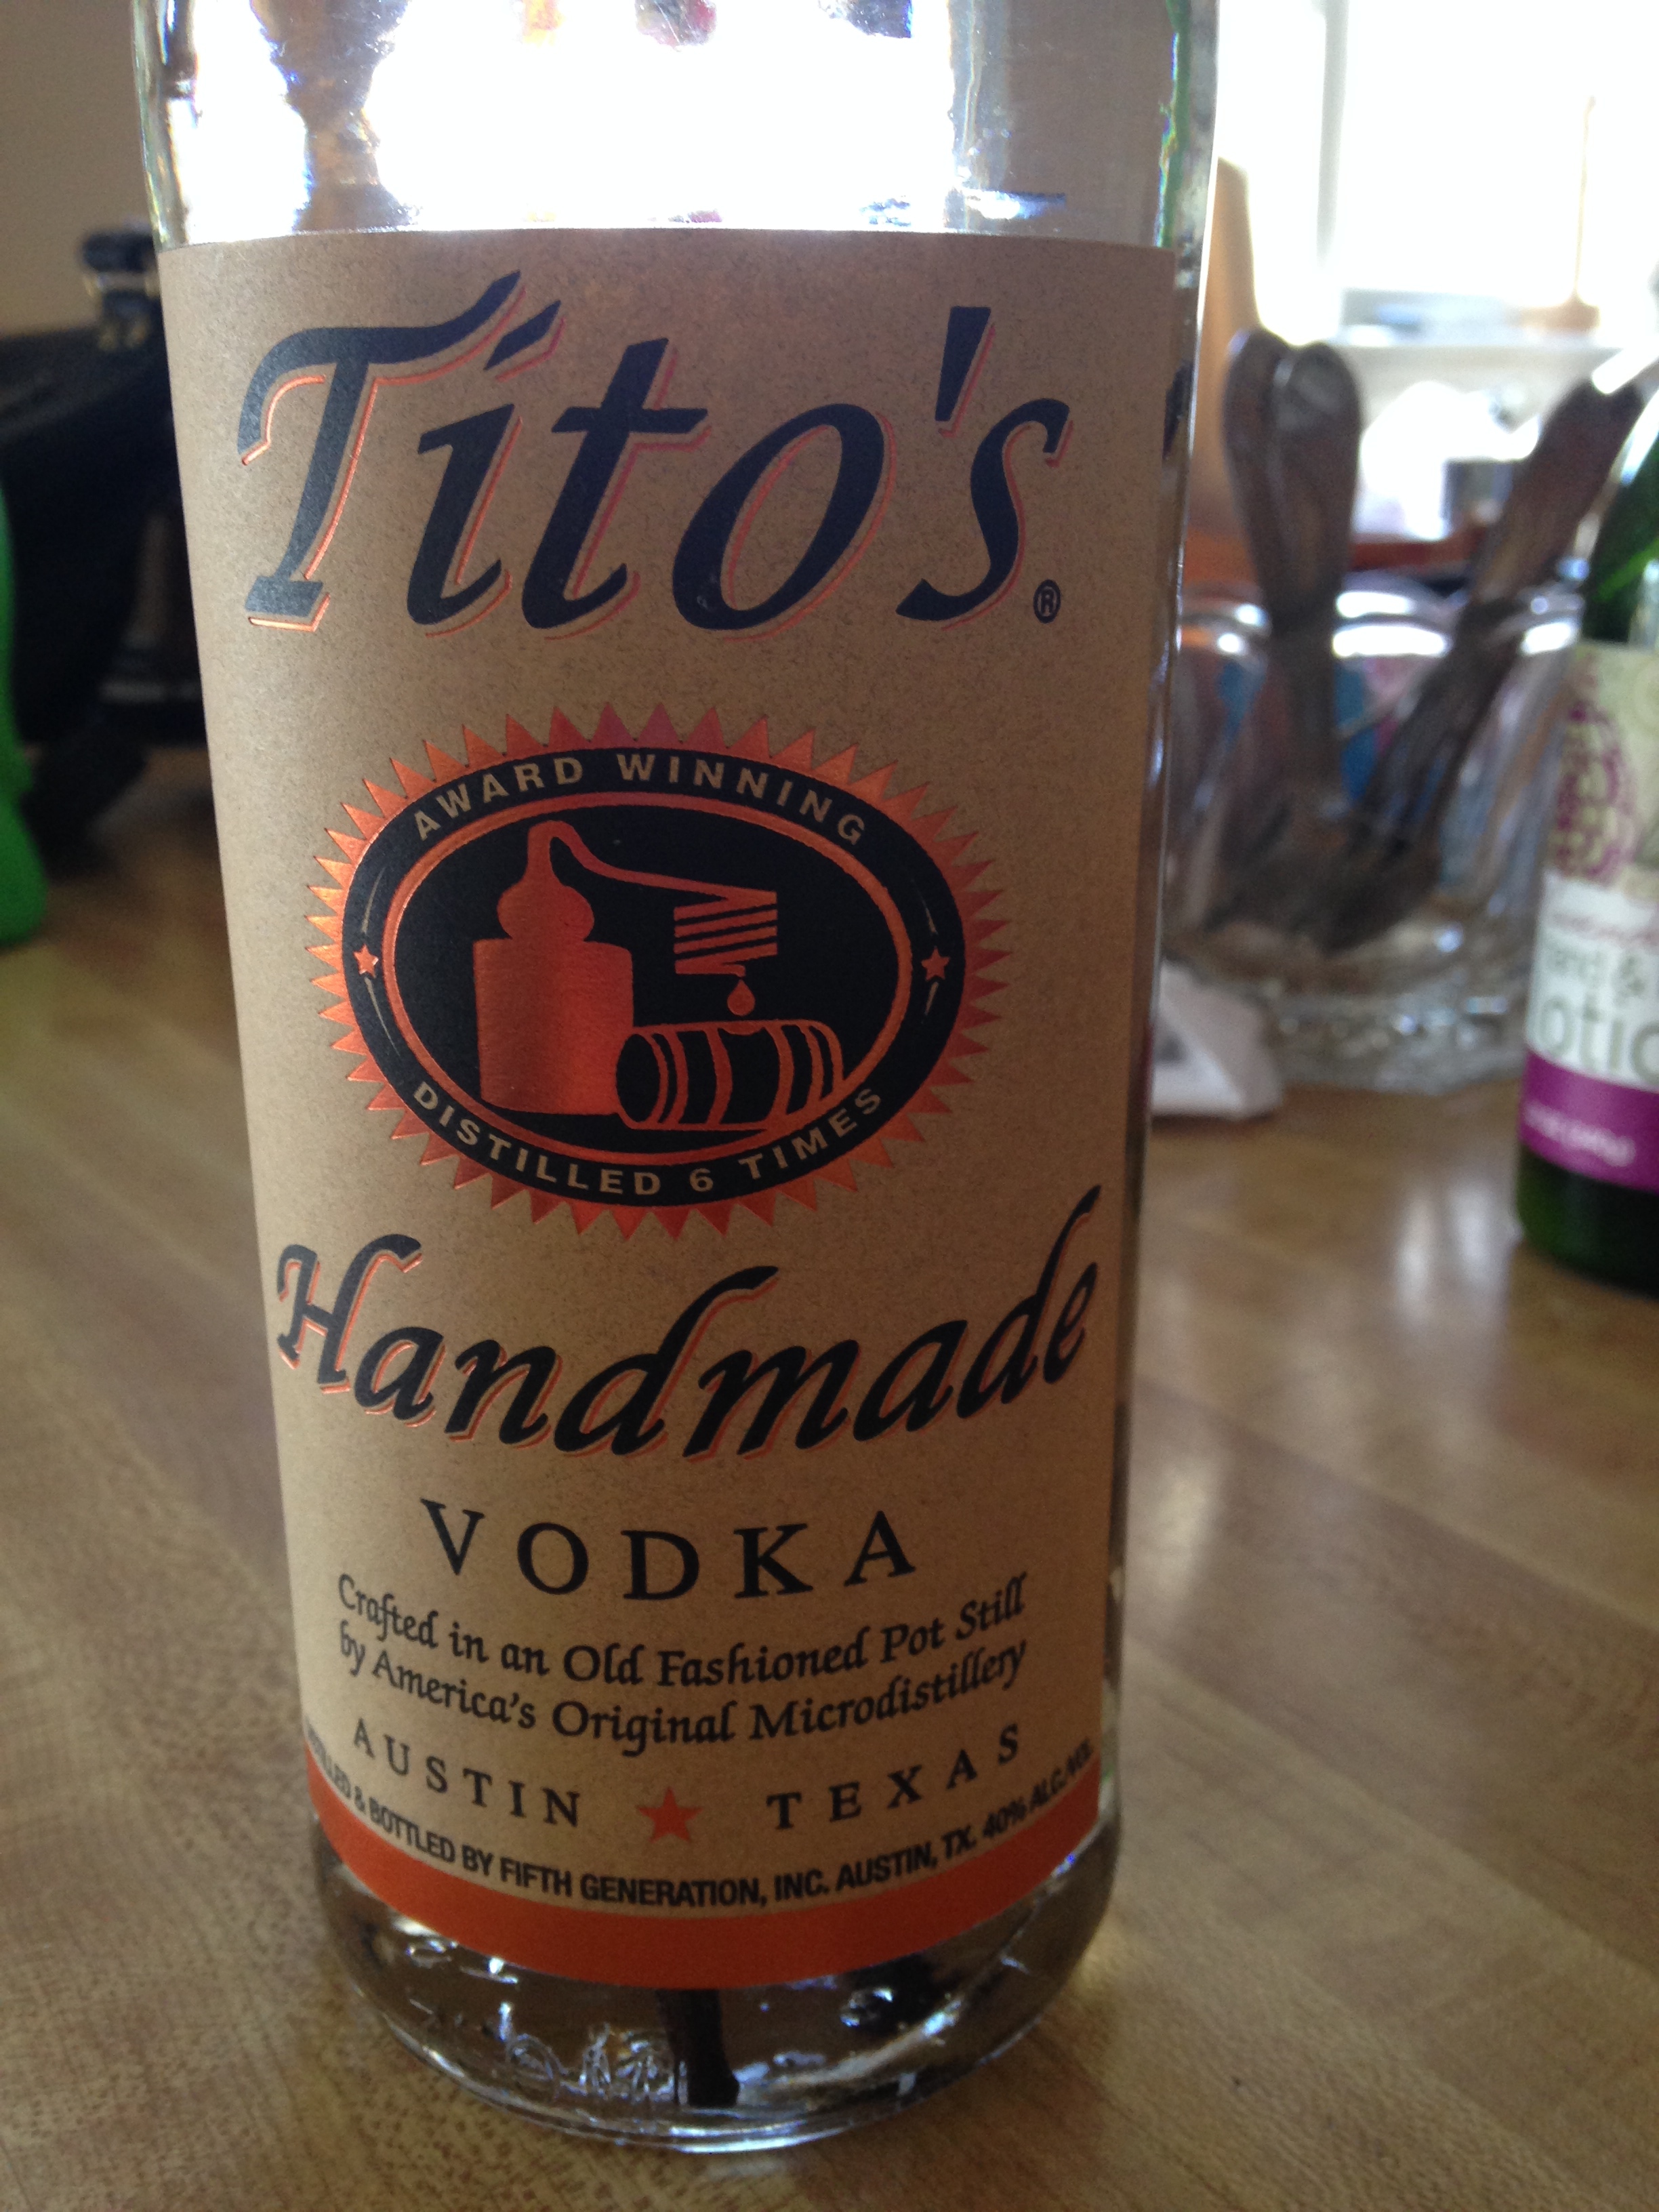 Tito's ®
AWARD WINNING
DISTILLED 6 TIMES
Handmade
VODKA
Crafted in an Old Fashioned Pot Still
by America's Original Microdistillery
AUSTIN ★ TEXAS
& BOTTLED BY FIFTH GENERATION, INC. AUSTIN, TX. 40% ALC./VOL.
&